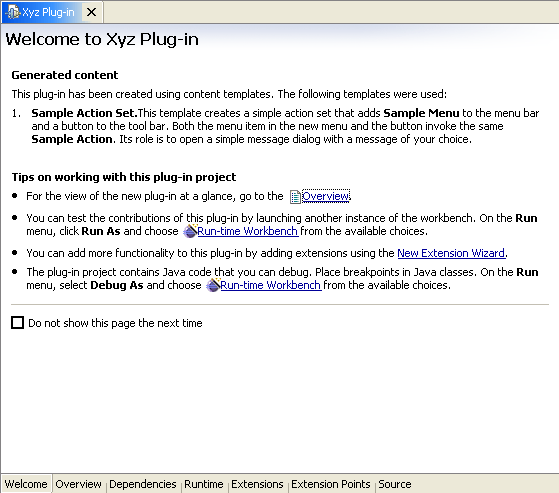 Xyz Plug-in
Welcome to Xyz Plug-in
Generated content
This plug-in has been created using content templates. The following templates were used:
1. Sample Action Set.This template creates a simple action set that adds Sample Menu to the menu bar
and a button to the tool bar. Both the menu item in the new menu and the button invoke the same
Sample Action. Its role is to open a simple message dialog with a message of your choice.
Tips on working with this plug-in project
• For the view of the new plug-in at a glance, go to the Overview.
• You can test the contributions of this plug-in by launching another instance of the workbench. On the Run
menu, click Run As and choose Run-time Workbench from the available choices.
• You can add more functionality to this plug-in by adding extensions using the New Extension Wizard.
• The plug-in project contains Java code that you can debug. Place breakpoints in Java classes. On the Run
menu, select Debug As and choose Run-time Workbench from the available choices.
Do not show this page the next time
Welcome Overview Dependencies Runtime Extensions Extension Points Source